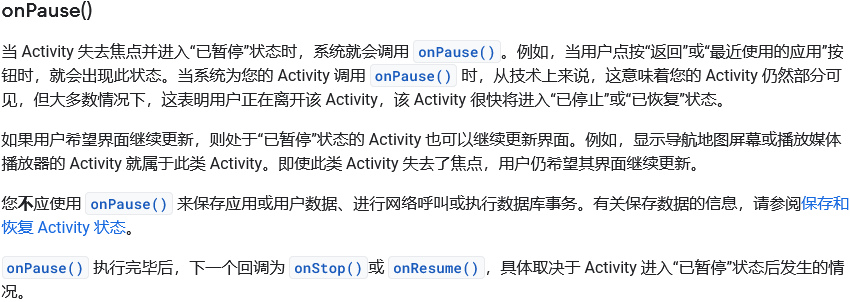 onPause()
当 Activity 失去焦点并进入“已暂停”状态时，系统就会调用 onPause()。例如，当用户点按“返回”或“最近使用的应用”按
钮时，就会出现此状态。当系统为您的 Activity 调用 onPause() 时，从技术上来说，这意味着您的 Activity 仍然部分可
见，但大多数情况下，这表明用户正在离开该 Activity，该 Activity 很快将进入“已停止”或“已恢复”状态。
如果用户希望界面继续更新，则处于“已暂停”状态的 Activity 也可以继续更新界面。例如，显示导航地图屏幕或播放媒体
播放器的 Activity 就属于此类 Activity。即使此类 Activity 失去了焦点，用户仍希望其界面继续更新。
您不应使用 onPause() 来保存应用或用户数据、进行网络呼叫或执行数据库事务。有关保存数据的信息，请参阅保存和
恢复 Activity 状态。
onPause() 执行完毕后，下一个回调为 onStop() 或 onResume()，具体取决于 Activity 进入“已暂停”状态后发生的情
况。